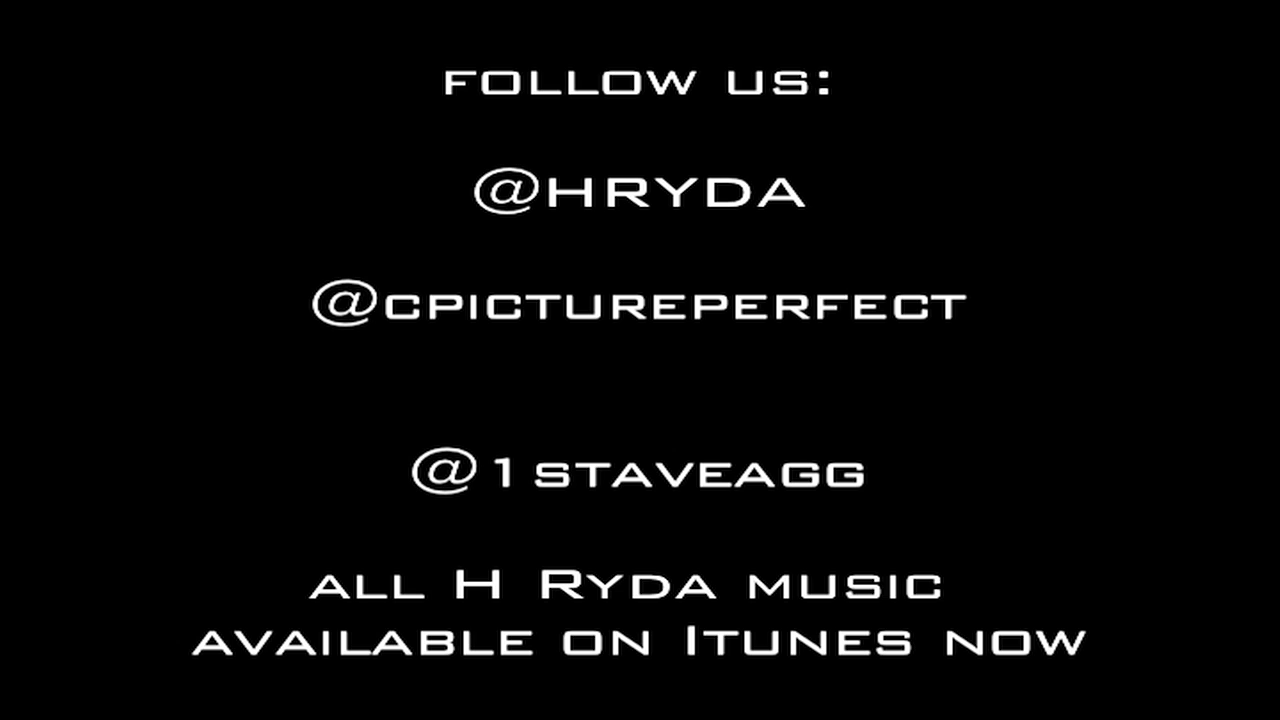 FOLLOW US:
@HRYDA
@CPICTUREPERFECT
@1STAVEAGG
ALL H RYDA MUSIC
AVAILABLE ON ITUNES NOW